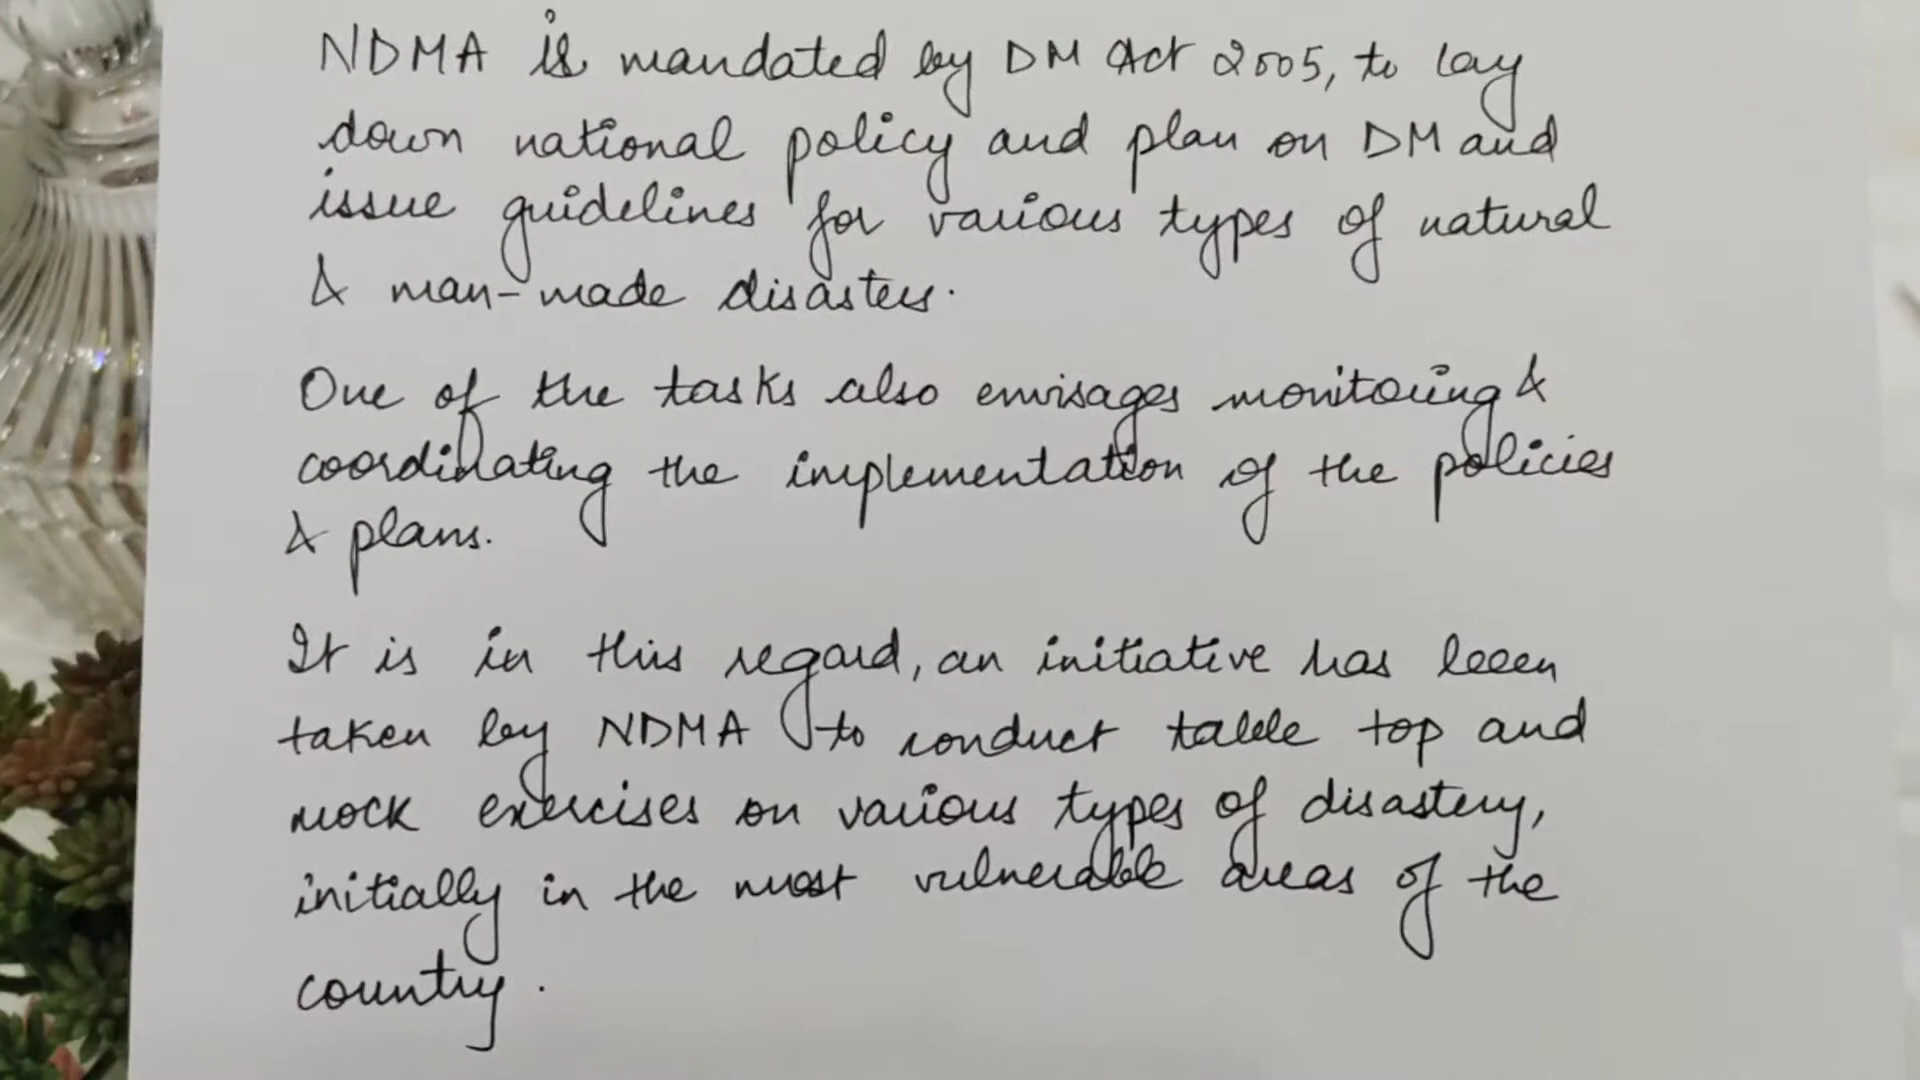 NDMA is mandated by DM Act 2005, to lay
down national policy and plan on DM and
issue guidelines for various types of natural
& man-made disasters.
One of the tasks also envisages monitoring &
coordinating the implementation of the policies
& plans.
It is in this regard, an initiative has been
taken by NDMA to conduct table top and
mock exercises on various types of disasters,
initially in the most vulnerable areas of the
country.